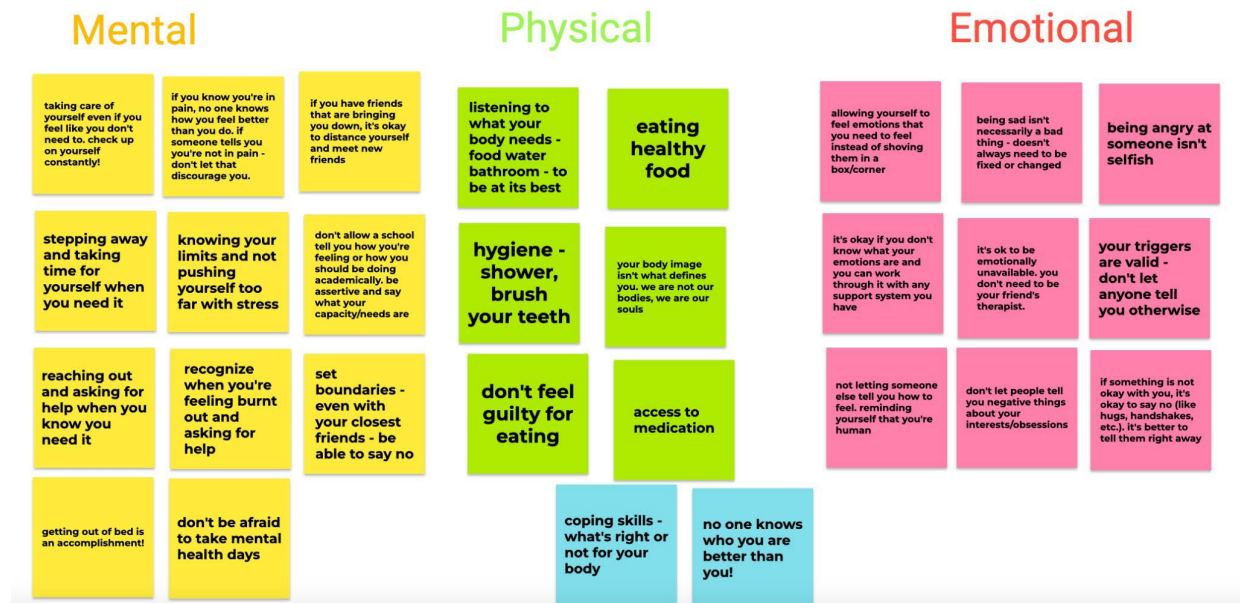 Mental
Physical
Emotional
taking care of
yourself even if you
feel like you don't
need to. check up
on yourself
constantly!
if you know you're in
pain, no one knows
how you feel better
than you do. if
someone tells you
you're not in pain -
don't let that
discourage you.
if you have friends
that are bringing
you down, it's okay
to distance yourself
and meet new
friends
stepping away
and taking
time for
yourself when
you need it
knowing your
limits and not
pushing
yourself too
far with stress
don't allow a school
tell you how you're
feeling or how you
should be doing
academically. be
assertive and say
what your
capacity/needs are
reaching out
and asking for
help when you
know you
need it
recognize
when you're
feeling burnt
out and
asking for
help
set
boundaries -
even with
your closest
friends - be
able to say no
getting out of bed is
an accomplishment!
don't be afraid
to take mental
health days
listening to
what your
body needs -
food water
bathroom - to
be at its best
eating
healthy
food
hygiene -
shower,
brush
your teeth
your body image
isn't what defines
you. we are not our
bodies, we are our
souls
don't feel
guilty for
eating
access to
medication
coping skills -
what's right or
not for your
body
no one knows
who you are
better than
you!
allowing yourself to
feel emotions that
you need to feel
instead of shoving
them in a
box/corner
being sad isn't
necessarily a bad
thing - doesn't
always need to be
fixed or changed
being angry at
someone isn't
selfish
it's okay if you don't
know what your
emotions are and
you can work
through it with any
support system you
have
it's ok to be
emotionally
unavailable. you
don't need to be
your friend's
therapist.
your triggers
are valid -
don't let
anyone tell
you otherwise
not letting someone
else tell you how to
feel. reminding
yourself that you're
human
don't let people tell
you negative things
about your
interests/obsessions
if something is not
okay with you, it's
okay to say no (like
hugs, handshakes,
etc.). it's better to
tell them right away